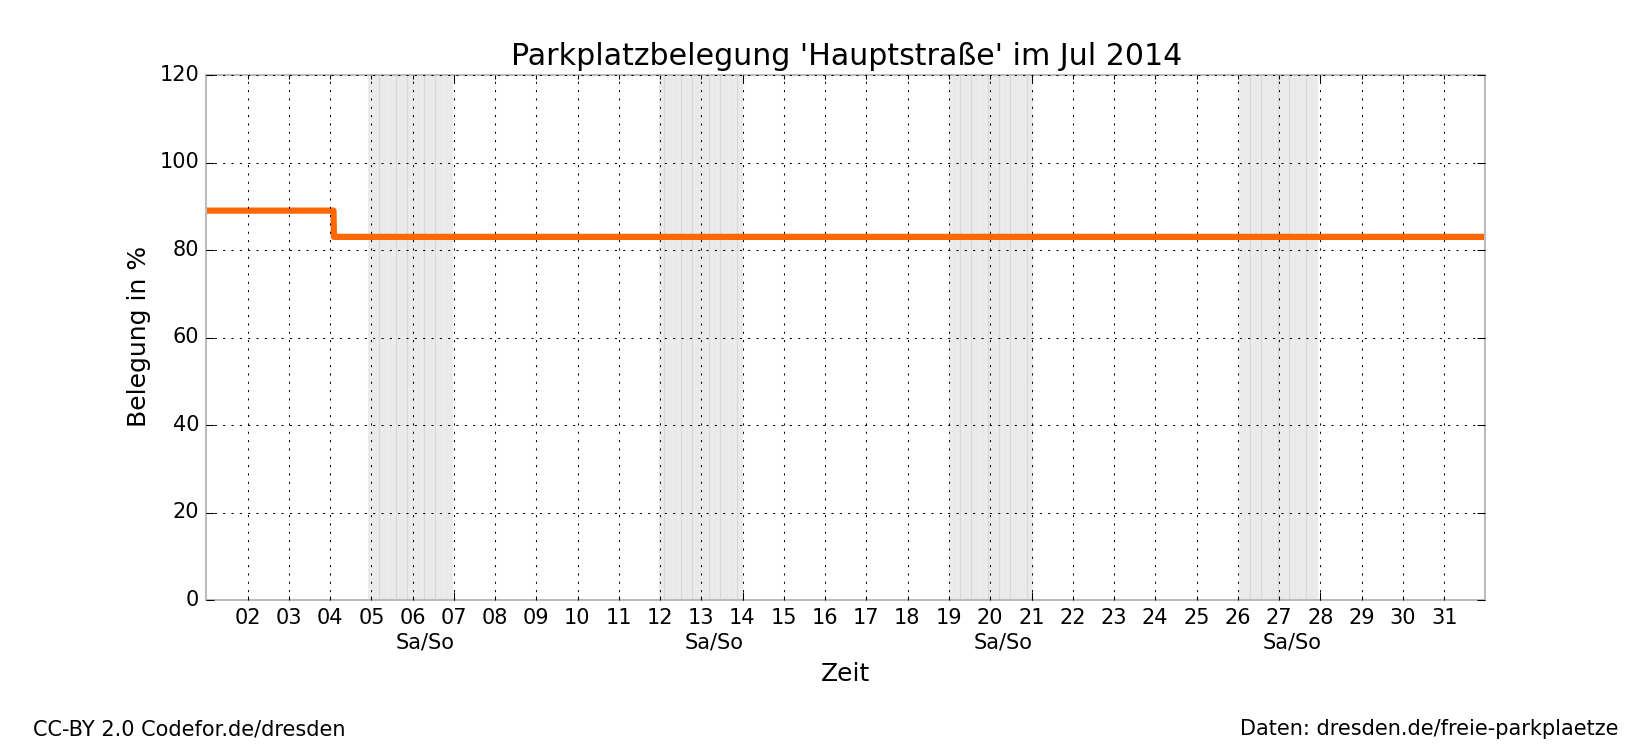 Parkplatzbelegung 'Hauptstraße' im Jul 2014
Belegung in %
120
100
80
60
40
20
0
02 03 04 05 06 07 08 09 10 11 12 13 14 15 16 17 18 19 20 21 22 23 24 25 26 27 28 29 30 31
Sa/So Sa/So Sa/So Sa/So
Zeit
CC-BY 2.0 Codefor.de/dresden
Daten: dresden.de/freie-parkplaetze